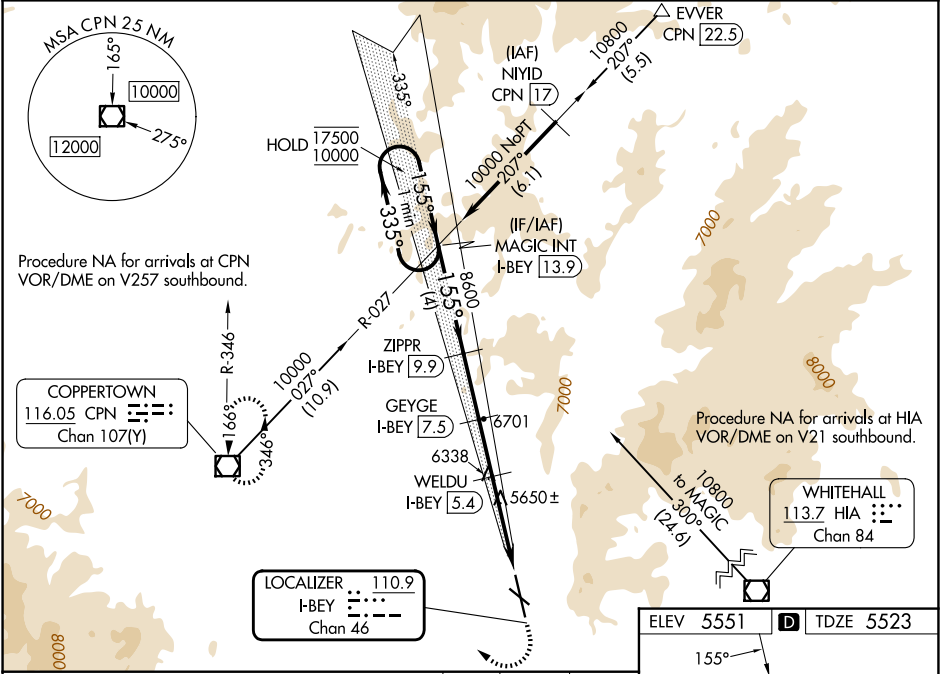 MSA CPN 25 NM
165°
10000
12000
275°
EVVER
CPN 22.5
10800
207°
(5.5)
(IAF)
NIYID
CPN 17
10000 NoPT
207°
(6.1)
335°
HOLD 17500
10000
155°
1 min
335°
(IF/IAF)
MAGIC INT
I-BEY 13.9
8600
155°
(4)
7000
Procedure NA for arrivals at CPN
VOR/DME on V257 southbound.
R-346
R-027
10000
027°
(10.9)
ZIPPR
I-BEY 9.9
COPPERTOWN
116.05 CPN
Chan 107(Y)
166°
346°
GEYGE
I-BEY 7.5
6701
7000
8000
6338
WELDU
I-BEY 5.4
5650±
Procedure NA for arrivals at HIA
VOR/DME on V21 southbound.
10800
to MAGIC
300°
(24.6)
WHITEHALL
113.7 HIA
Chan 84
7000
8000
LOCALIZER 110.9
I-BEY
Chan 46
ELEV 5551 D TDZE 5523
155°